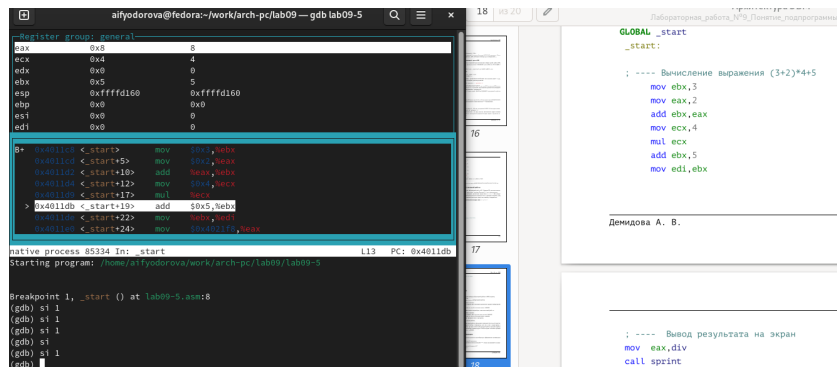 aifyodorova@fedora:~/work/arch-pc/lab09 — gdb lab09-5
Register group: general
eax 0x8 8
ecx 0x4 4
edx 0x0 0
ebx 0x5 5
esp 0xffffd160 0xffffd160
ebp 0x0 0x0
esi 0x0 0
edi 0x0 0
B+ <_start> mov $0x3,%ebx
<_start+5> mov $0x2,%eax
<_start+10> add %eax,%ebx
<_start+12> mov $0x4,%ecx
<_start+17> mul %ecx
> 0x4011db <_start+19> add $0x5,%ebx
<_start+22> mov %ebx,%edi
<_start+24> mov %eax
native process 85334 In: _start L13 PC: 0x4011db
Starting program: /home/aifyodorova/work/arch-pc/lab09/lab09-5
Breakpoint 1, _start () at lab09-5.asm:8
(gdb) si 1
(gdb) si 1
(gdb) si 1
(gdb) si
(gdb) si 1
(gdb)
18 из 20
16
17
18
Лабораторная_работа_№9_Понятие_подпрограммы
GLOBAL _start
_start:
; ---- Вычисление выражения (3+2)*4+5
mov ebx,3
mov eax,2
add ebx,eax
mov ecx,4
mul ecx
add ebx,5
mov edi,ebx
Демидова А. В.
; ---- Вывод результата на экран
mov eax,div
call sprint